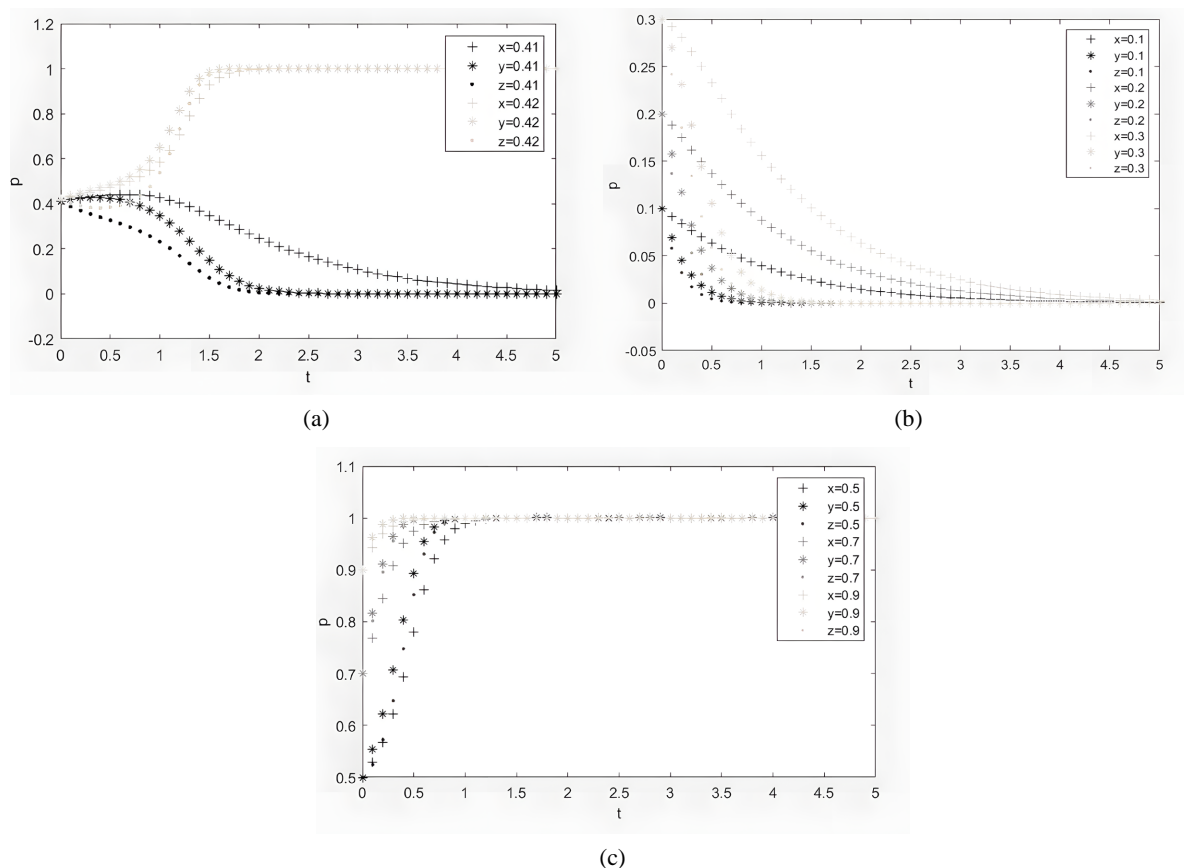 1.2
1
0.8
0.6
0.4
0.2
0
-0.2
p
0 0.5 1 1.5 2 2.5 3 3.5 4 4.5 5
t
x=0.41
y=0.41
z=0.41
x=0.42
y=0.42
z=0.42
(a)
0.3
0.25
0.2
0.15
0.1
0.05
0
-0.05
p
0 0.5 1 1.5 2 2.5 3 3.5 4 4.5 5
t
x=0.1
y=0.1
z=0.1
x=0.2
y=0.2
z=0.2
x=0.3
y=0.3
z=0.3
(b)
1.1
1
0.9
0.8
0.7
0.6
0.5
p
0 0.5 1 1.5 2 2.5 3 3.5 4 4.5 5
t
x=0.5
y=0.5
z=0.5
x=0.7
y=0.7
z=0.7
x=0.9
y=0.9
z=0.9
(c)